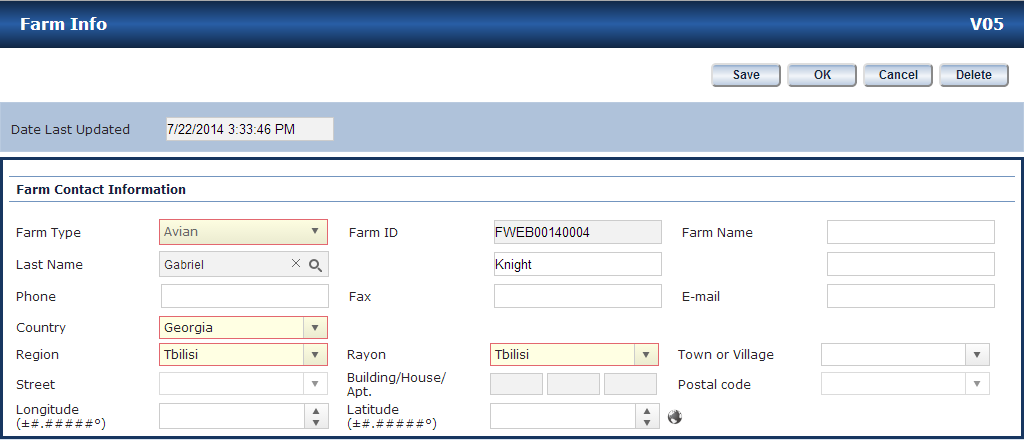 Farm Info V05
Save OK Cancel Delete
Date Last Updated 7/22/2014 3:33:46 PM
Farm Contact Information
Farm Type Avian Farm ID FWEB00140004 Farm Name
Last Name Gabriel Knight
Phone Fax E-mail
Country Georgia
Region Tbilisi Rayon Tbilisi Town or Village
Street Building/House/ Postal code
Apt.
Longitude Latitude
(±#.#####°) (±#.#####°)